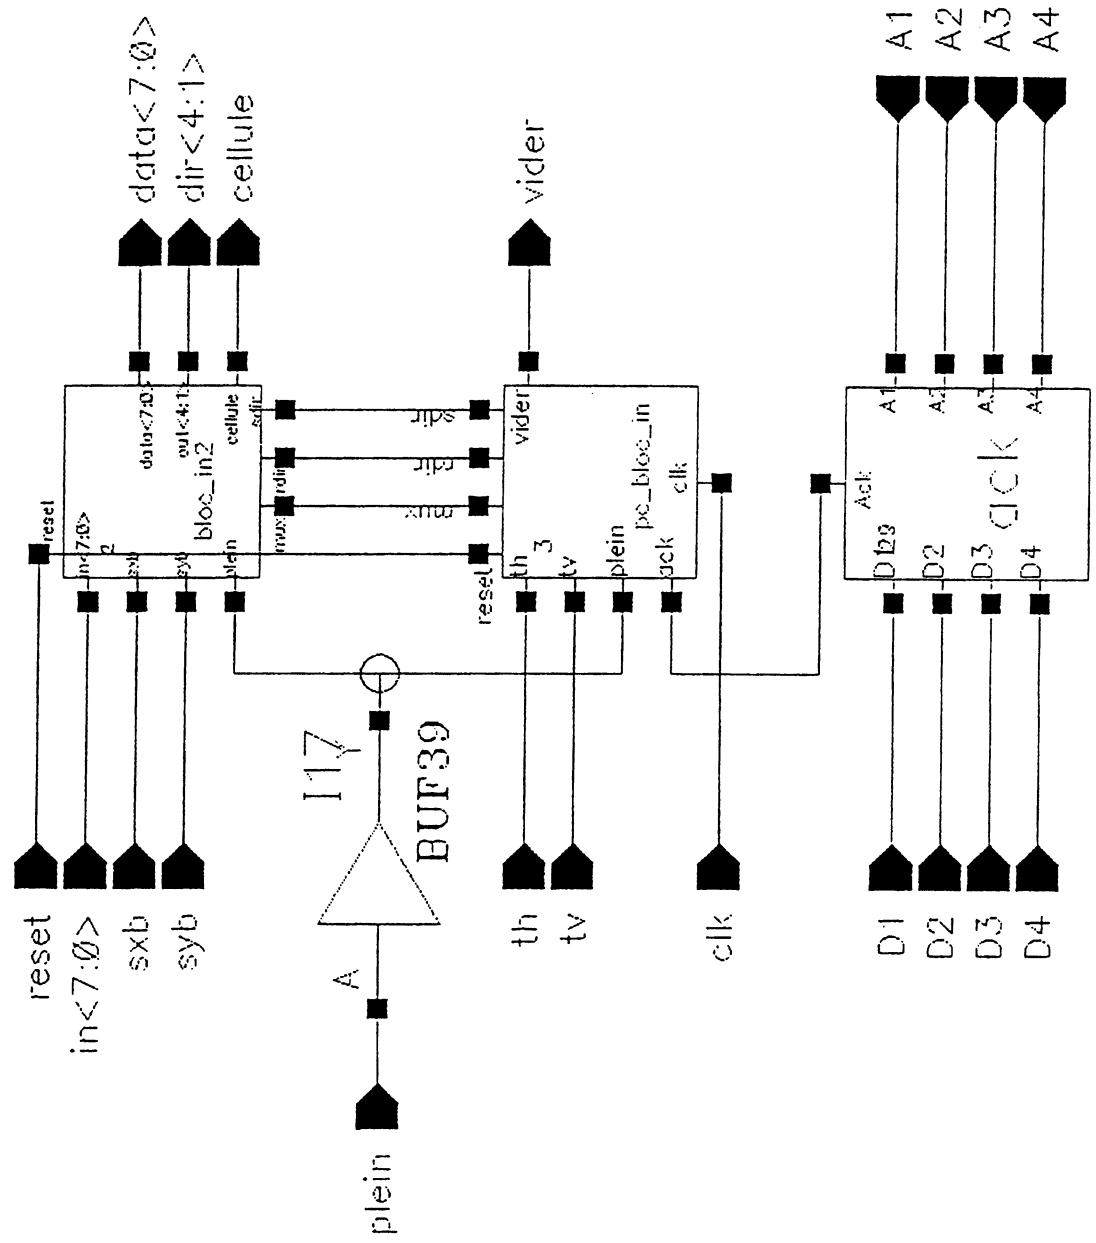 data<7:0>
dir<4:1>
cellule
vider
A1
A2
A3
A4
data<7:0>
out<4:1>
cellule
sdir
rdir
mux
bloc_in2
reset
in<7:0>
2
sxb
syb
plein
sdir
rdir
mux
reset
vider
pc_bloc_in
clk
th
3
tv
plein
ack
A1
A2
A3
A4
Ack
ack
D2
D3
D4
I17
Y
BUF39
A
reset
in<7:0>
sxb
syb
plein
th
tv
clk
D1
D2
D3
D4